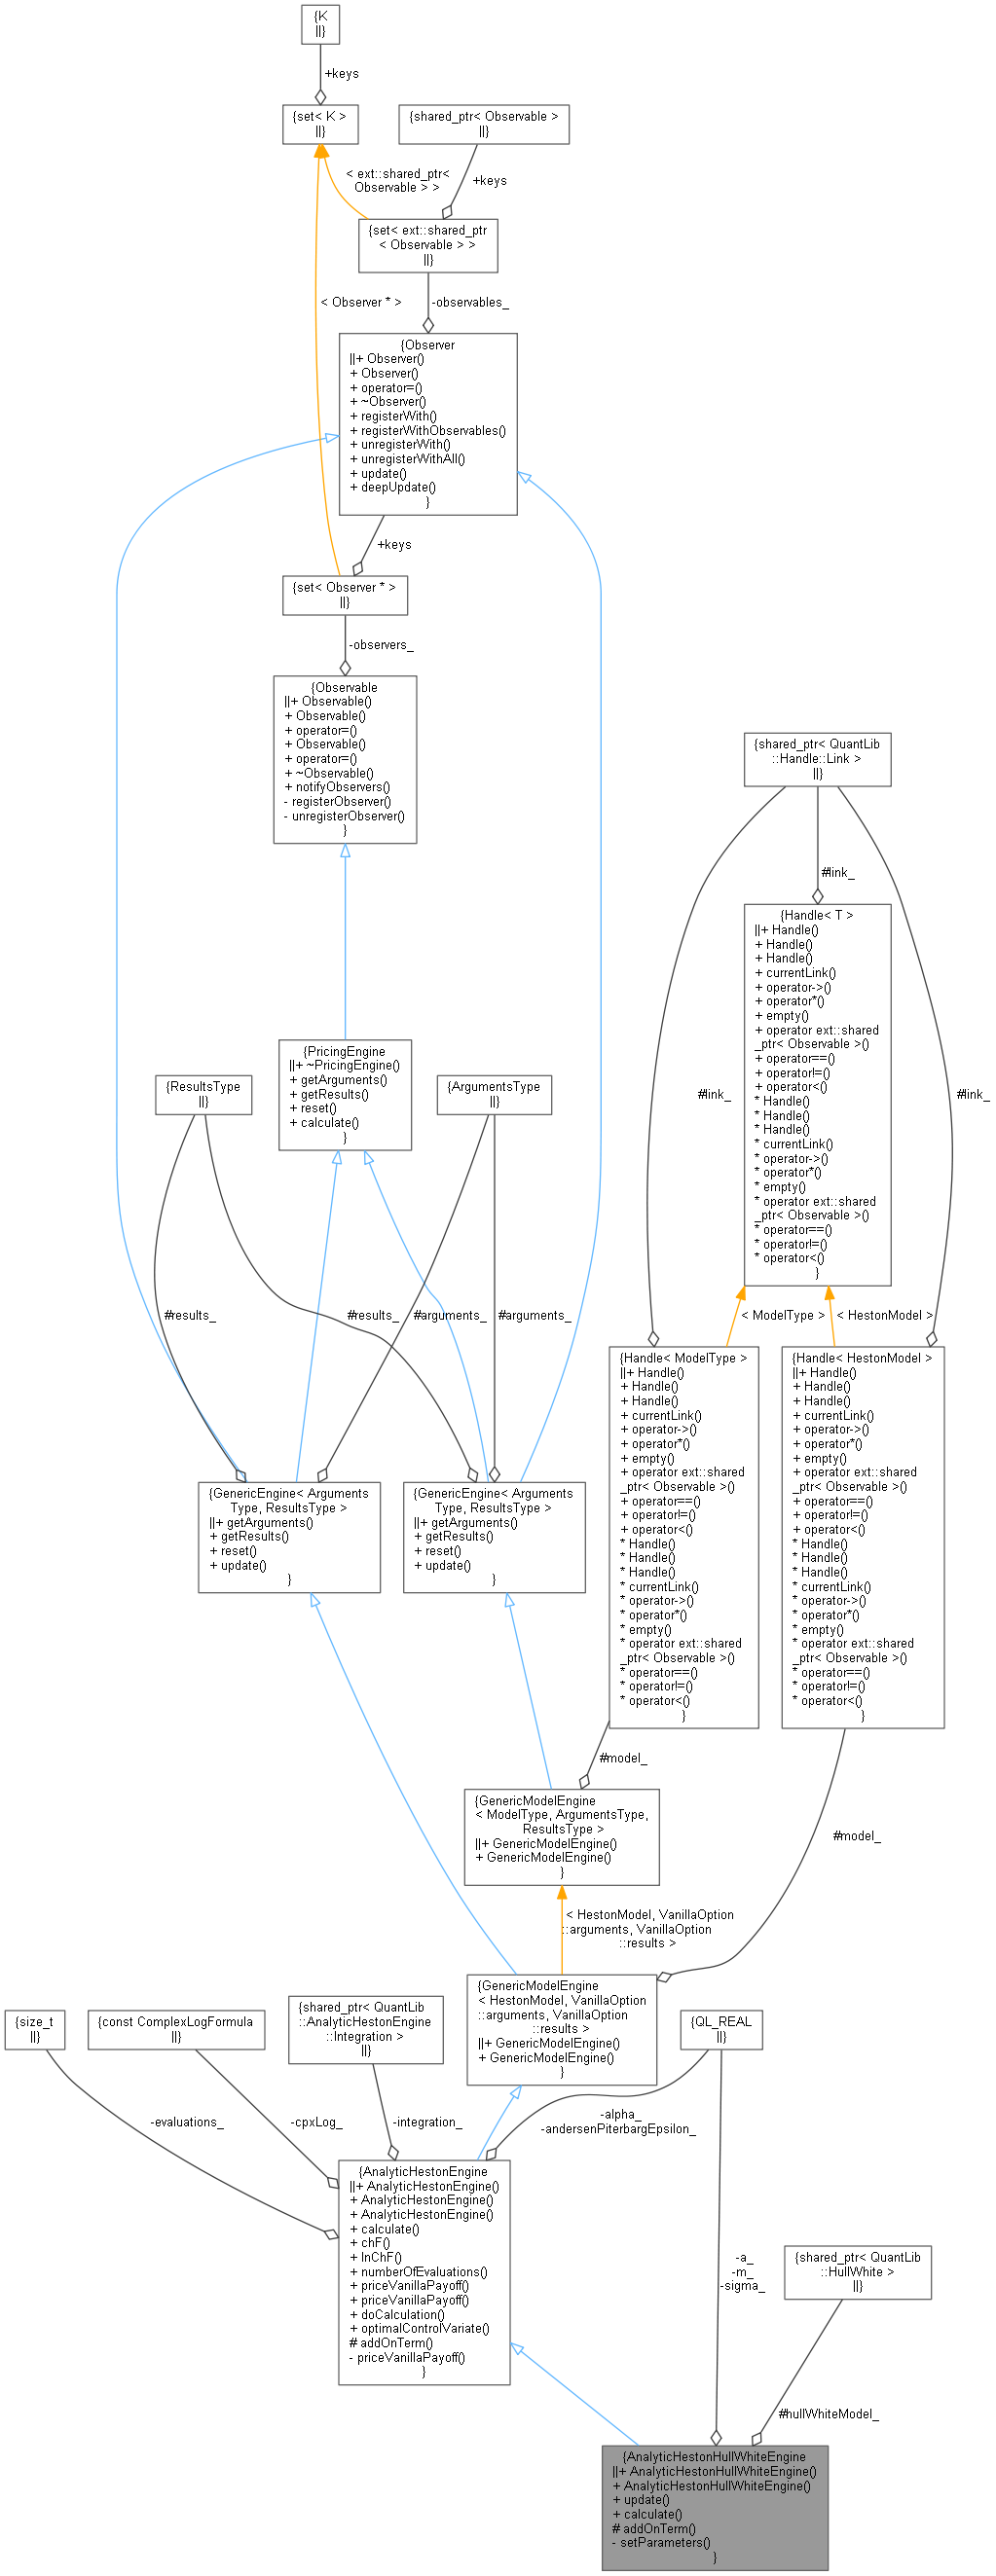 {K
||}
+keys
{set< K >
||}
{shared_ptr< Observable >
||}
< ext::shared_ptr<
Observable > >
+keys
{set< ext::shared_ptr
< Observable > >
||}
< Observer * >
-observables_
{Observer
||+ Observer()
+ Observer()
+ operator=()
+ ~Observer()
+ registerWith()
+ registerWithObservables()
+ unregisterWith()
+ unregisterWithAll()
+ update()
+ deepUpdate()
}
+keys
{set< Observer * >
||}
-observers_
{Observable
||+ Observable()
+ Observable()
+ operator=()
+ Observable()
+ operator=()
+ ~Observable()
+ notifyObservers()
- registerObserver()
- unregisterObserver()
}
{shared_ptr< QuantLib
::Handle::Link >
||}
#link_
{Handle< T >
||+ Handle()
+ Handle()
+ Handle()
+ currentLink()
+ operator->()
+ operator*()
+ empty()
+ operator ext::shared
_ptr< Observable >()
+ operator==()
+ operator!=()
+ operator<()
* Handle()
* Handle()
* Handle()
* currentLink()
* operator->()
* operator*()
* empty()
* operator ext::shared
_ptr< Observable >()
* operator==()
* operator!=()
* operator<()
}
{PricingEngine
||+ ~PricingEngine()
+ getArguments()
+ getResults()
+ reset()
+ calculate()
}
{ResultsType
||}
{ArgumentsType
||}
#link_
#link_
#results_
#results_
#arguments_
#arguments_
< ModelType >
< HestonModel >
{Handle< ModelType >
||+ Handle()
+ Handle()
+ Handle()
+ currentLink()
+ operator->()
+ operator*()
+ empty()
+ operator ext::shared
_ptr< Observable >()
+ operator==()
+ operator!=()
+ operator<()
* Handle()
* Handle()
* Handle()
* currentLink()
* operator->()
* operator*()
* empty()
* operator ext::shared
_ptr< Observable >()
* operator==()
* operator!=()
* operator<()
}
{Handle< HestonModel >
||+ Handle()
+ Handle()
+ Handle()
+ currentLink()
+ operator->()
+ operator*()
+ empty()
+ operator ext::shared
_ptr< Observable >()
+ operator==()
+ operator!=()
+ operator<()
* Handle()
* Handle()
* Handle()
* currentLink()
* operator->()
* operator*()
* empty()
* operator ext::shared
_ptr< Observable >()
* operator==()
* operator!=()
* operator<()
}
{GenericEngine< Arguments
Type, ResultsType >
||+ getArguments()
+ getResults()
+ reset()
+ update()
}
{GenericEngine< Arguments
Type, ResultsType >
||+ getArguments()
+ getResults()
+ reset()
+ update()
}
#model_
{GenericModelEngine
< ModelType, ArgumentsType,
ResultsType >
||+ GenericModelEngine()
+ GenericModelEngine()
}
#model_
< HestonModel, VanillaOption
::arguments, VanillaOption
::results >
{GenericModelEngine
< HestonModel, VanillaOption
::arguments, VanillaOption
::results >
||+ GenericModelEngine()
+ GenericModelEngine()
}
{size_t
||}
{const ComplexLogFormula
||}
{shared_ptr< QuantLib
::AnalyticHestonEngine
::Integration >
||}
{QL_REAL
||}
-evaluations_
-cpxLog_
-integration_
-alpha_
-andersenPiterbargEpsilon_
{AnalyticHestonEngine
||+ AnalyticHestonEngine()
+ AnalyticHestonEngine()
+ AnalyticHestonEngine()
+ calculate()
+ chF()
+ lnChF()
+ numberOfEvaluations()
+ priceVanillaPayoff()
+ priceVanillaPayoff()
+ doCalculation()
+ optimalControlVariate()
# addOnTerm()
- priceVanillaPayoff()
}
-a_
-m_
-sigma_
{shared_ptr< QuantLib
::HullWhite >
||}
#hullWhiteModel_
{AnalyticHestonHullWhiteEngine
||+ AnalyticHestonHullWhiteEngine()
+ AnalyticHestonHullWhiteEngine()
+ update()
+ calculate()
# addOnTerm()
- setParameters()
}